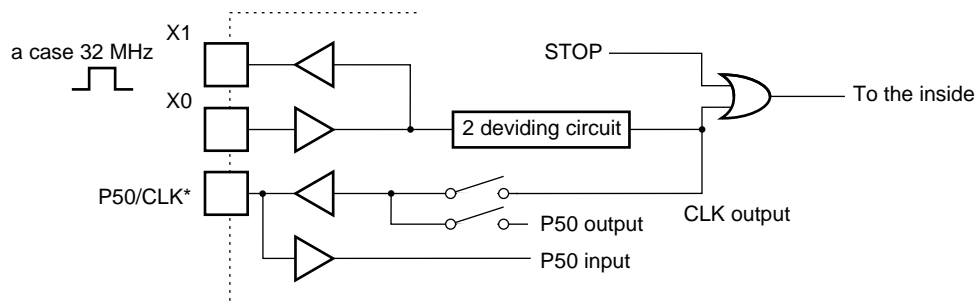 X1
a case 32 MHz
STOP
To the inside
X0
2 deviding circuit
P50/CLK*
CLK output
P50 output
P50 input